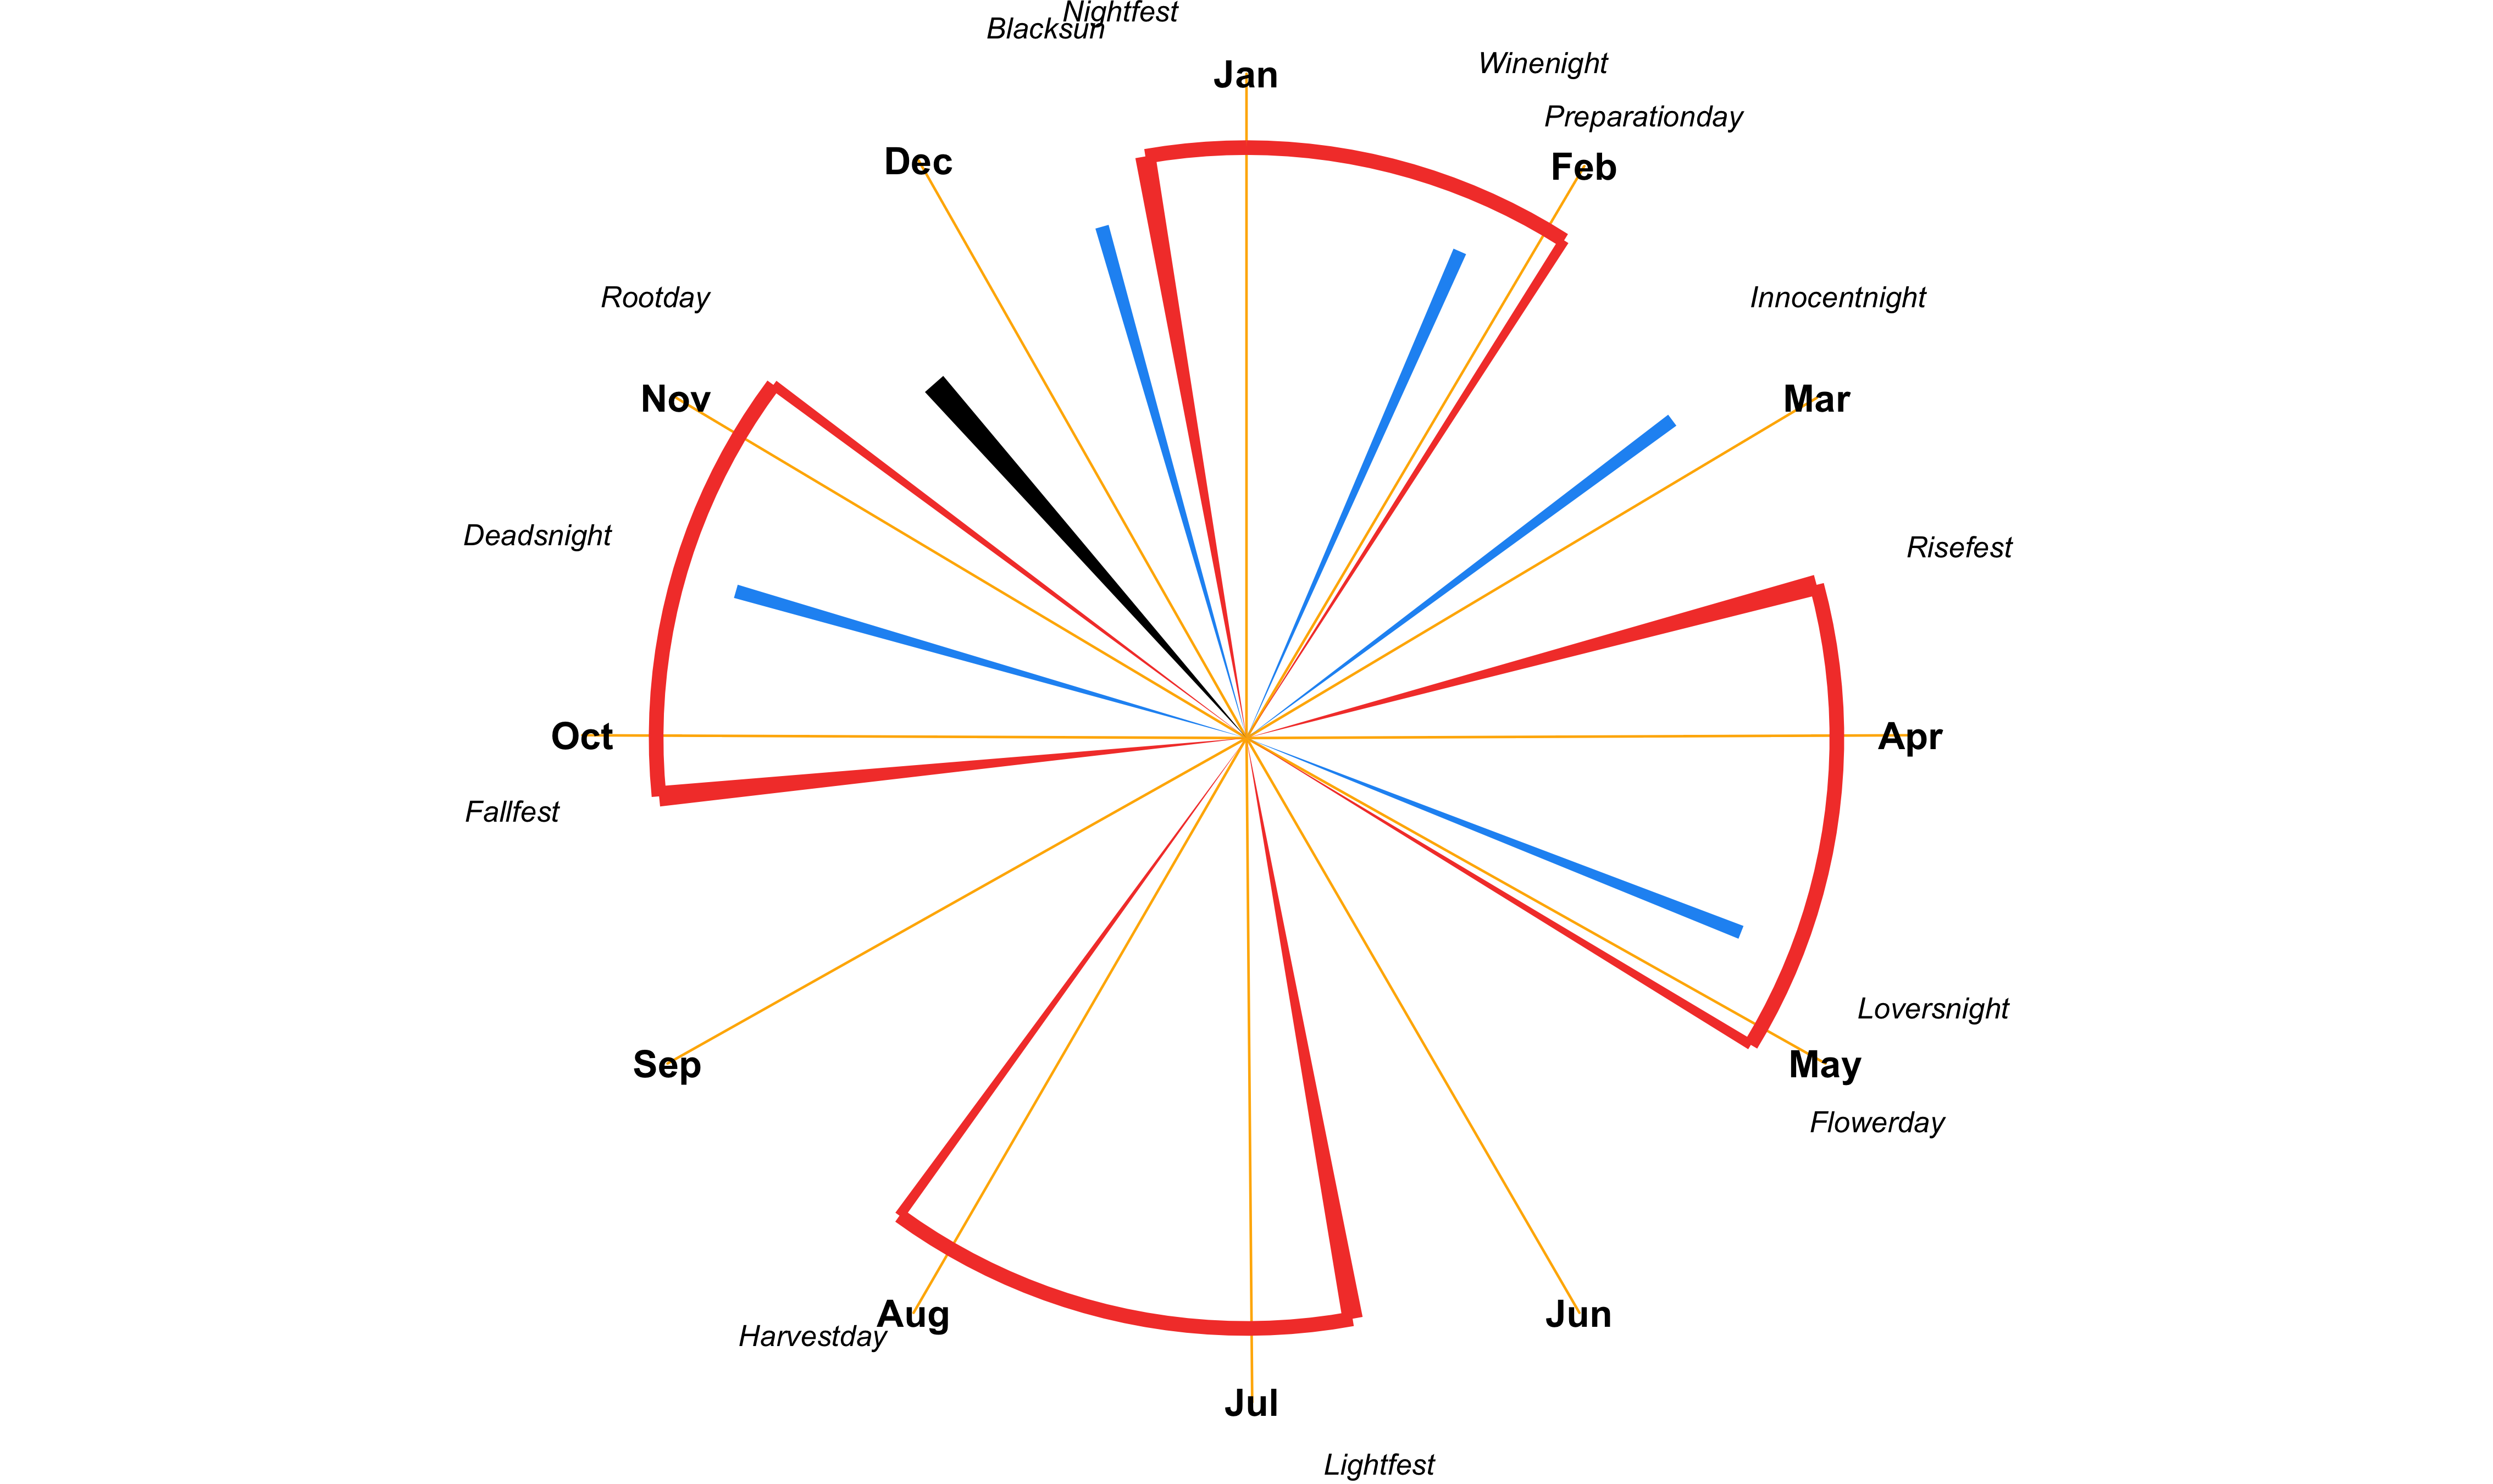 Nightfest
Blacksun
Jan
Winenight
Preparationday
Dec
Feb
Rootday
Innocentnight
Nov
Mar
Deadsnight
Risefest
Oct
Apr
Fallfest
Loversnight
Sep
May
Flowerday
Aug
Jun
Harvestday
Jul
Lightfest